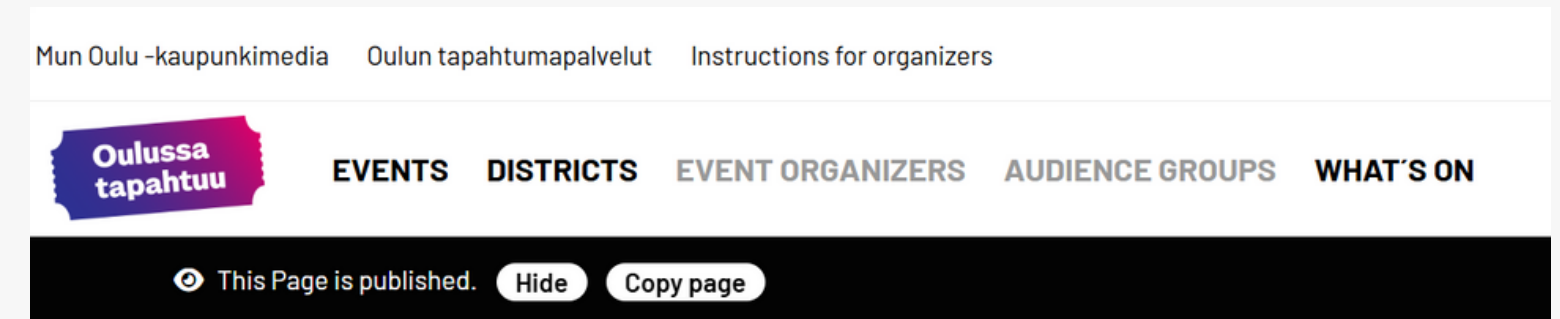 Mun Oulu -kaupunkimedia Oulun tapahtumapalvelut Instructions for organizers
Oulussa
tapahtuu
EVENTS DISTRICTS EVENT ORGANIZERS AUDIENCE GROUPS WHAT´S ON
This Page is published. Hide Copy page